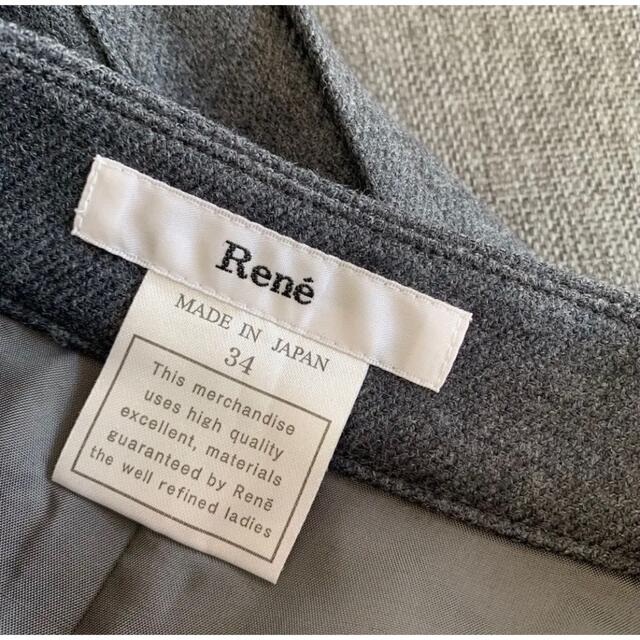 René
MADE IN JAPAN
34
This merchandise
uses high quality
excellent, materials
guaranteed by René
the well refined ladies